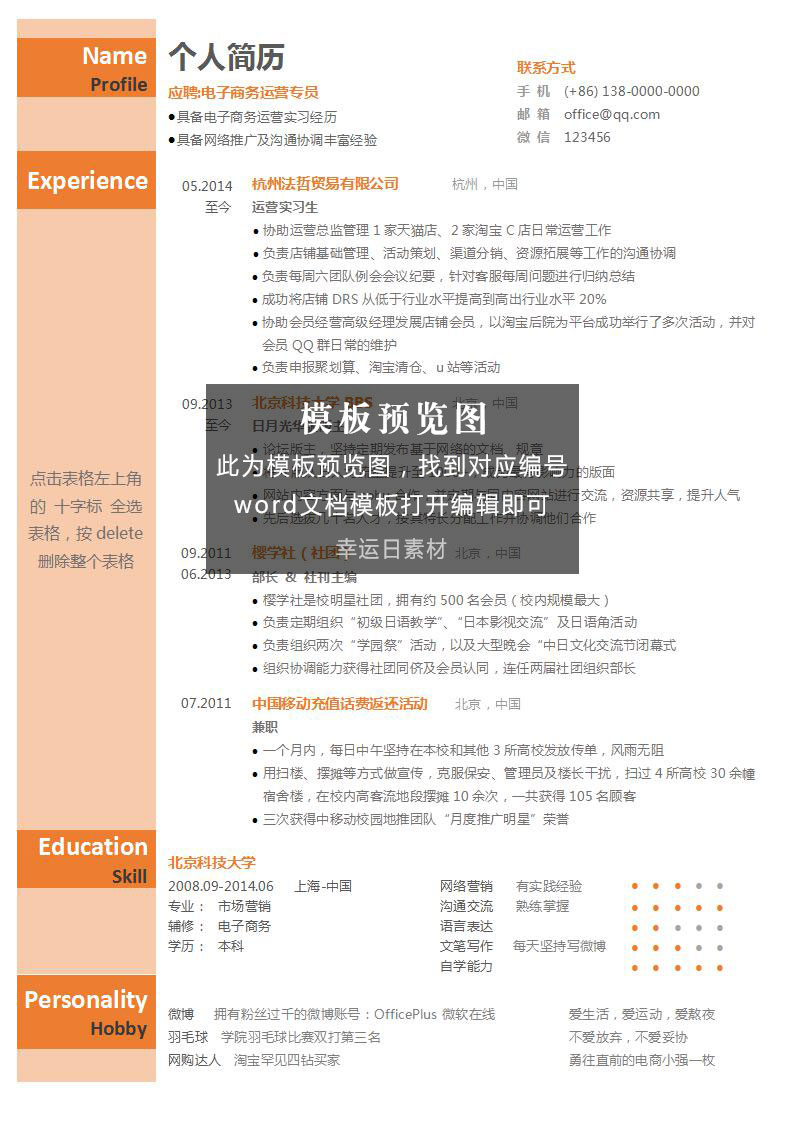 Name
Profile
个人简历
应聘:电子商务运营专员
●具备电子商务运营实习经历
●具备网络推广及沟通协调丰富经验
联系方式
手 机 (+86) 138-0000-0000
邮 箱 office@qq.com
微 信 123456
Experience
05.2014 杭州法哲贸易有限公司 杭州，中国
至今 运营实习生
● 协助运营总监管理 1 家天猫店、2 家淘宝 C 店日常运营工作
● 负责店铺基础管理、活动策划、渠道分销、资源拓展等工作的沟通协调
● 负责每周六团队例会会议纪要，针对客服每周问题进行归纳总结
● 成功将店铺 DRS 从低于行业水平提高到高出行业水平 20%
● 协助会员经营高级经理发展店铺会员，以淘宝后院为平台成功举行了多次活动，并对
会员 QQ 群日常的维护
● 负责申报聚划算、淘宝清仓、u 站等活动
09.2013 北京科技大学 BBS 北京，中国
至今 日月光华
● 论坛版主，坚持定期发布基于网络的文档、规章
力的版面
进行交流，资源共享，提升人气
合作
模板预览图
此为模板预览图，找到对应编号
word文档模板打开编辑即可
幸运日素材
点击表格左上角
的 十字标 全选
表格，按 delete
删除整个表格
09.2011 樱学社（社团） 北京，中国
06.2013 部长 & 社刊主编
● 樱学社是校明星社团，拥有约 500 名会员（校内规模最大）
● 负责定期组织“初级日语教学”、“日本影视交流”及日语角活动
● 负责组织两次“学园祭”活动，以及大型晚会“中日文化交流节闭幕式
● 组织协调能力获得社团同侪及会员认同，连任两届社团组织部长
07.2011 中国移动充值话费返还活动 北京，中国
兼职
● 一个月内，每日中午坚持在本校和其他 3 所高校发放传单，风雨无阻
● 用扫楼、摆摊等方式做宣传，克服保安、管理员及楼长干扰，扫过 4 所高校 30 余幢
宿舍楼，在校内高客流地段摆摊 10 余次，一共获得 105 名顾客
● 三次获得中移动校园地推团队“月度推广明星”荣誉
Education
Skill
北京科技大学
2008.09-2014.06 上海-中国
专业： 市场营销
辅修： 电子商务
学历： 本科
网络营销 有实践经验
沟通交流 熟练掌握
语言表达
文笔写作 每天坚持写微博
自学能力
Personality
Hobby
微博 拥有粉丝过千的微博账号：OfficePlus 微软在线
羽毛球 学院羽毛球比赛双打第三名
网购达人 淘宝罕见四钻买家
爱生活，爱运动，爱熬夜
不爱放弃，不爱妥协
勇往直前的电商小强一枚